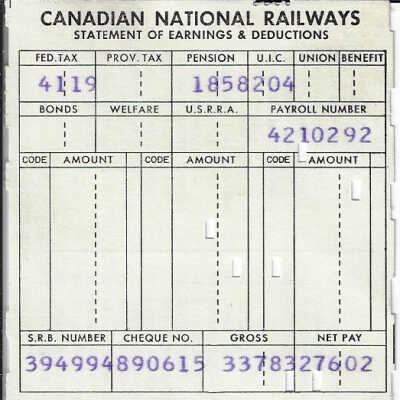 CANADIAN NATIONAL RAILWAYS
STATEMENT OF EARNINGS & DEDUCTIONS
FED. TAX PROV. TAX PENSION U.I.C. UNION BENEFIT
4119 1858204
BONDS WELFARE U.S.R.R.A. PAYROLL NUMBER
4210292
CODE AMOUNT CODE AMOUNT CODE AMOUNT
S.R.B. NUMBER CHEQUE NO. GROSS NET PAY
394994890615 3378327602